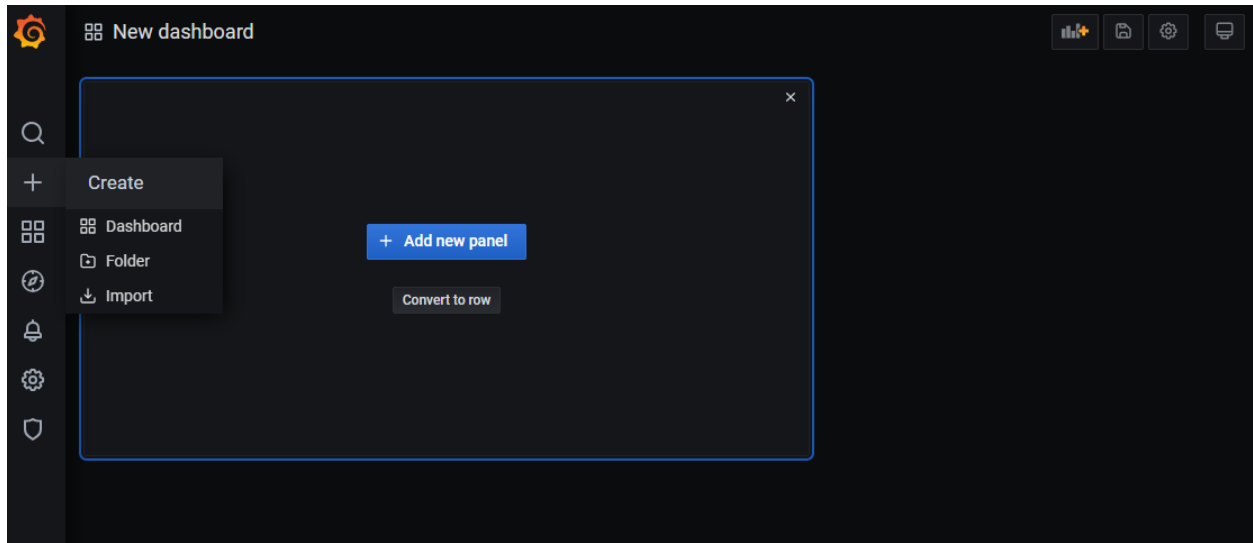 New dashboard
Create
Dashboard
Folder
Import
Add new panel
Convert to row